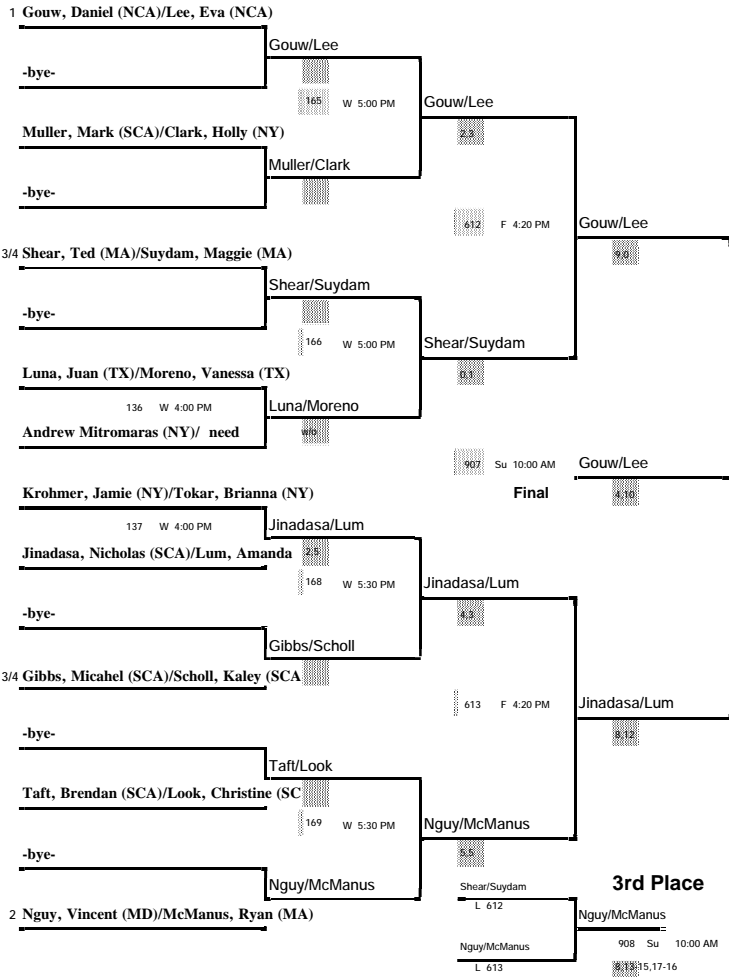 1 Gouw, Daniel (NCA)/Lee, Eva (NCA)
Gouw/Lee
-bye-
165 W 5:00 PM
Gouw/Lee
2,3
Muller, Mark (SCA)/Clark, Holly (NY)
Muller/Clark
-bye-
612 F 4:20 PM
Gouw/Lee
9,0
3/4 Shear, Ted (MA)/Suydam, Maggie (MA)
Shear/Suydam
-bye-
166 W 5:00 PM
Shear/Suydam
0,1
Luna, Juan (TX)/Moreno, Vanessa (TX)
136 W 4:00 PM
Luna/Moreno
w/o
Andrew Mitromaras (NY)/ need
907 Su 10:00 AM
Gouw/Lee
Final
4,10
Krohmer, Jamie (NY)/Tokar, Brianna (NY)
137 W 4:00 PM
Jinadasa/Lum
2,5
Jinadasa, Nicholas (SCA)/Lum, Amanda
168 W 5:30 PM
Jinadasa/Lum
4,3
-bye-
Gibbs/Scholl
3/4 Gibbs, Micahel (SCA)/Scholl, Kaley (SCA
613 F 4:20 PM
Jinadasa/Lum
8,12
-bye-
Taft/Look
Taft, Brendan (SCA)/Look, Christine (SC
169 W 5:30 PM
Nguy/McManus
5,5
-bye-
Nguy/McManus
2 Nguy, Vincent (MD)/McManus, Ryan (MA)
3rd Place
Shear/Suydam
L 612
Nguy/McManus
Nguy/McManus
L 613
908 Su 10:00 AM
8,13-15,17-16